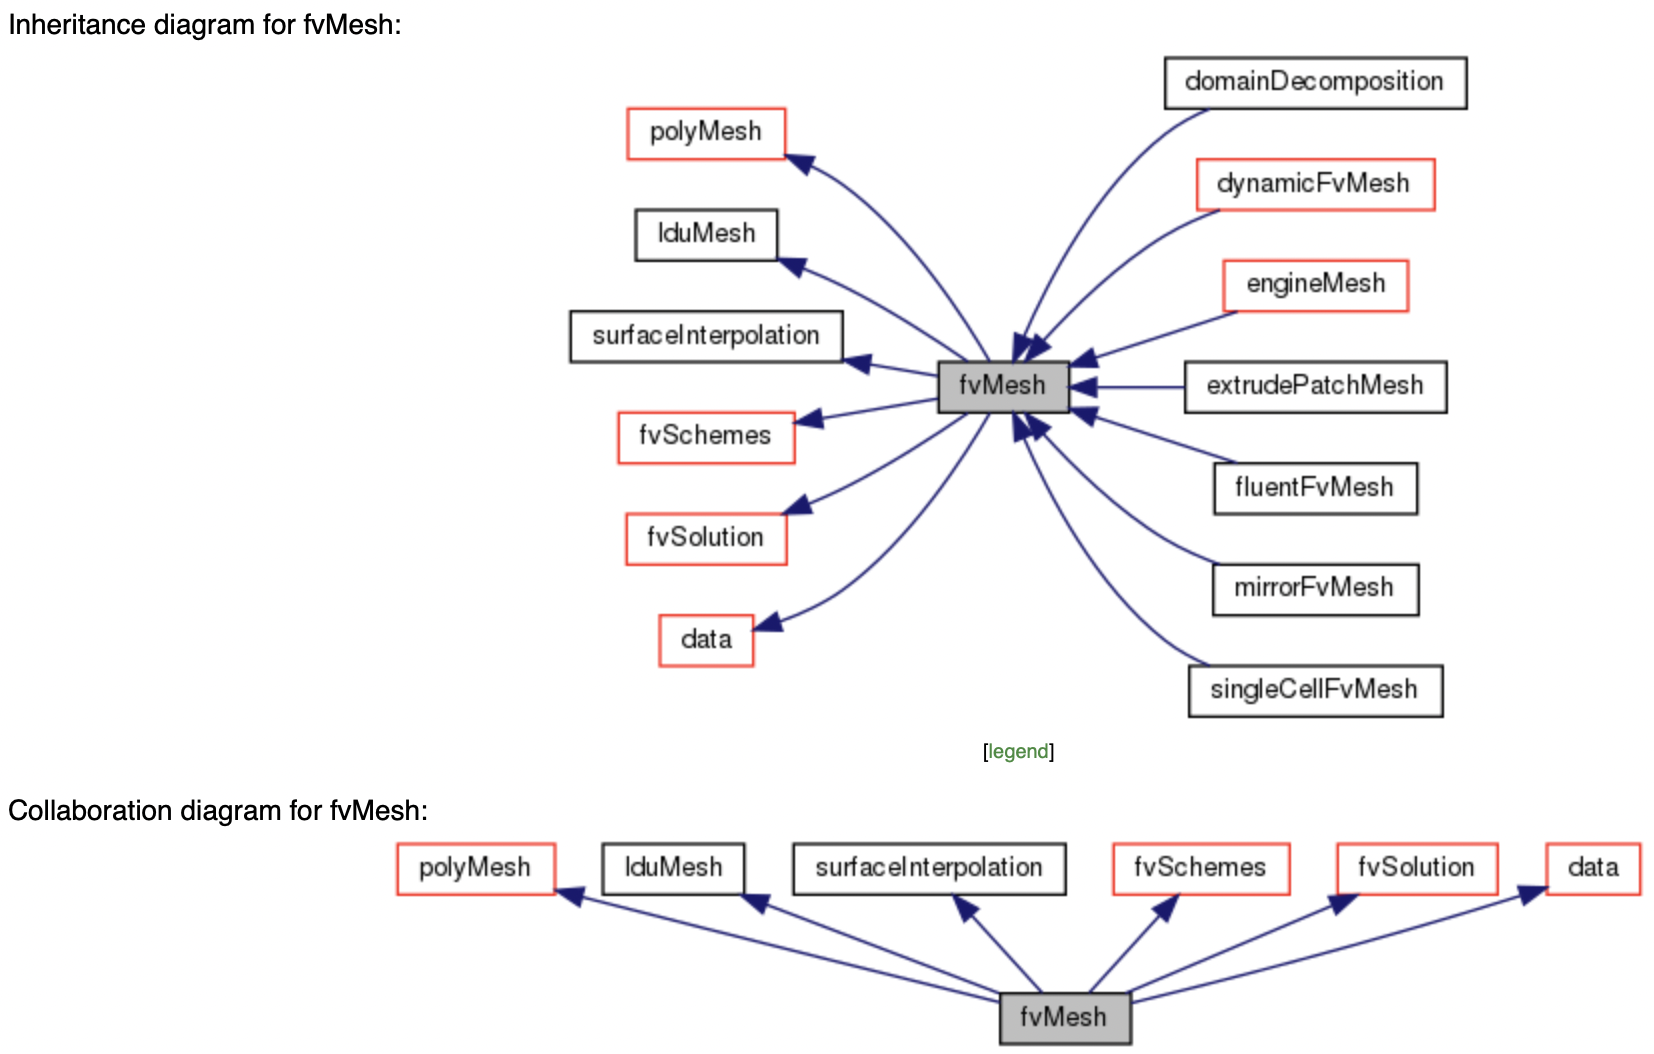 Inheritance diagram for fvMesh:
domainDecomposition
polyMesh
dynamicFvMesh
lduMesh
engineMesh
surfaceInterpolation
fvMesh
extrudePatchMesh
fvSchemes
fluentFvMesh
fvSolution
mirrorFvMesh
data
singleCellFvMesh
[legend]
Collaboration diagram for fvMesh:
polyMesh lduMesh surfaceInterpolation fvSchemes fvSolution data
fvMesh